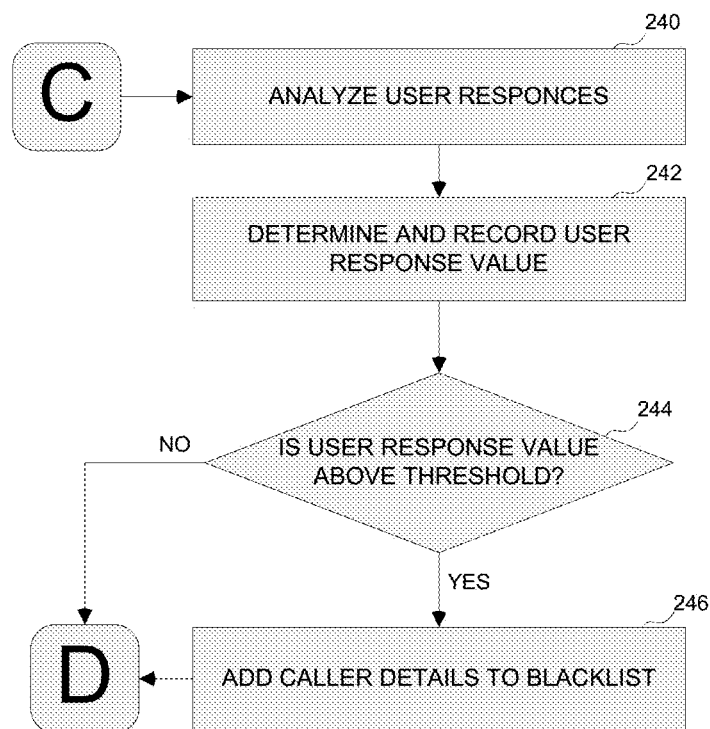 240
C
ANALYZE USER RESPONCES
242
DETERMINE AND RECORD USER
RESPONSE VALUE
244
IS USER RESPONSE VALUE
ABOVE THRESHOLD?
NO
YES
246
D
ADD CALLER DETAILS TO BLACKLIST